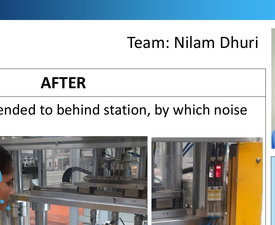 Team: Nilam Dhuri
AFTER
ended to behind station, by which noise